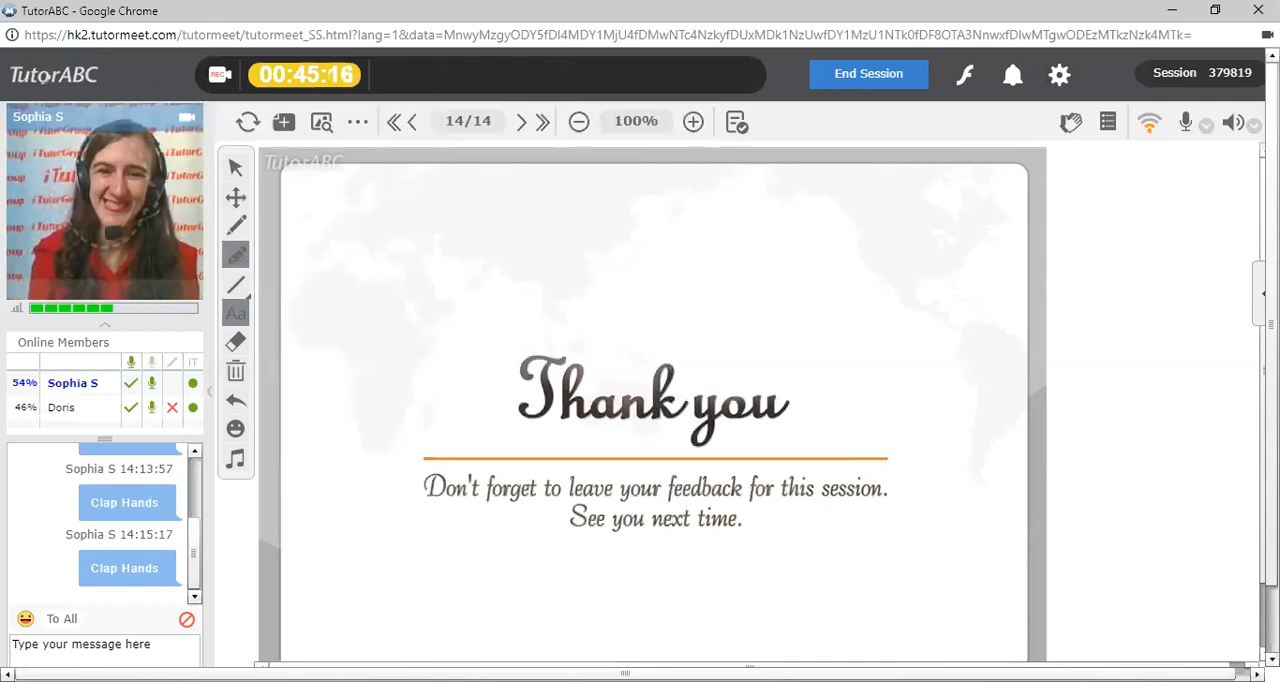 TutorABC - Google Chrome
https://hk2.tutormeet.com/tutormeet/tutormeet_SS.html?lang=1&data=MnwyMzgyODY5fDI4MDY1MjU4fDMwNTc4NzkyfDUxMDk1NzUwfDY1MzU1NTk0fDF8OTA3NnwxfDIwMTgwODEzMTkzNzk4MTk=
TutorABC
REC
00:45:16
End Session
Session 379819
Sophia S
14/14
100%
TutorABC
Online Members
IT
54% Sophia S
46% Doris
Aa
Thank you
Don't forget to leave your feedback for this session.
See you next time.
Sophia S 14:13:57
Clap Hands
Sophia S 14:15:17
Clap Hands
To All
Type your message here